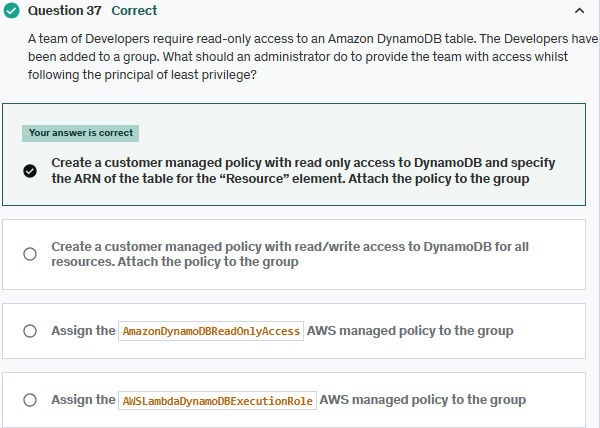 Question 37 Correct
A team of Developers require read-only access to an Amazon DynamoDB table. The Developers have
been added to a group. What should an administrator do to provide the team with access whilst
following the principal of least privilege?
Your answer is correct
Create a customer managed policy with read only access to DynamoDB and specify
the ARN of the table for the “Resource” element. Attach the policy to the group
Create a customer managed policy with read/write access to DynamoDB for all
resources. Attach the policy to the group
Assign the AmazonDynamoDBReadOnlyAccess AWS managed policy to the group
Assign the AWSLambdaDynamoDBExecutionRole AWS managed policy to the group